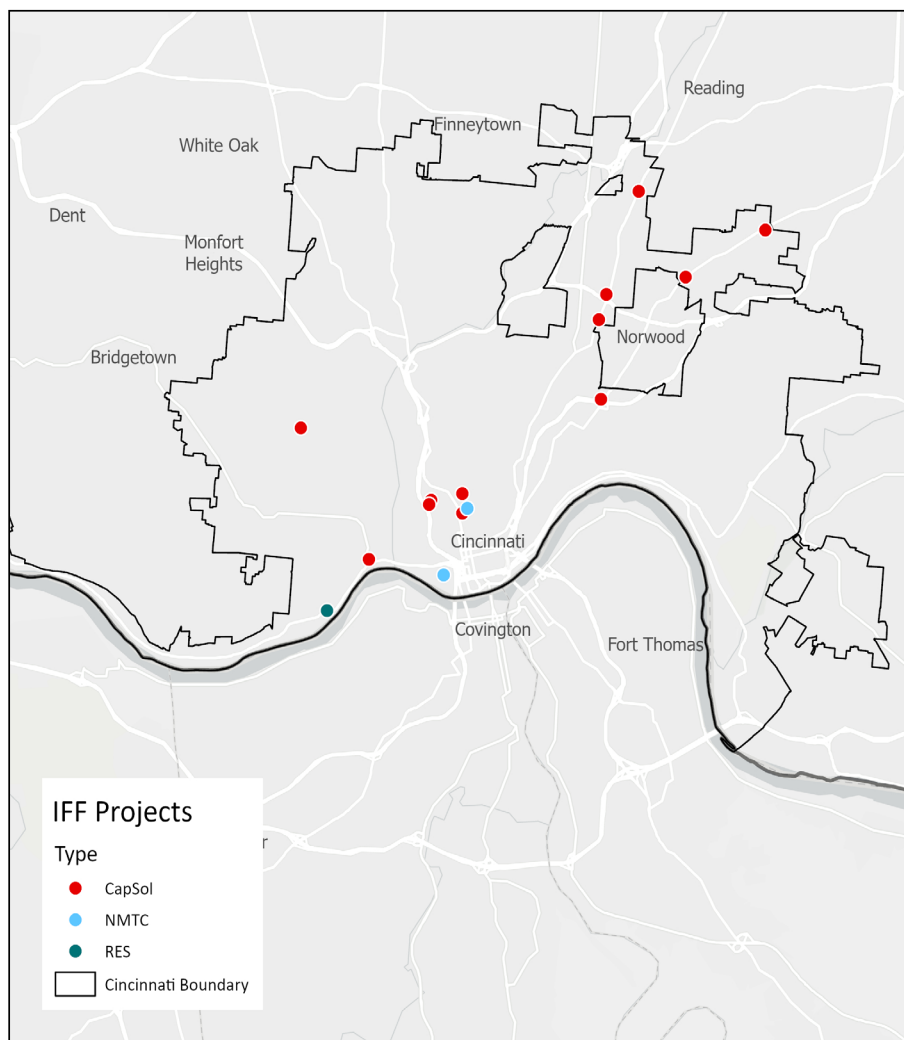 Reading
Finneytown
White Oak
Dent
Monfort
Heights
Norwood
Bridgetown
Cincinnati
Covington
Fort Thomas
IFF Projects
Type
r
CapSol
NMTC
RES
Cincinnati Boundary